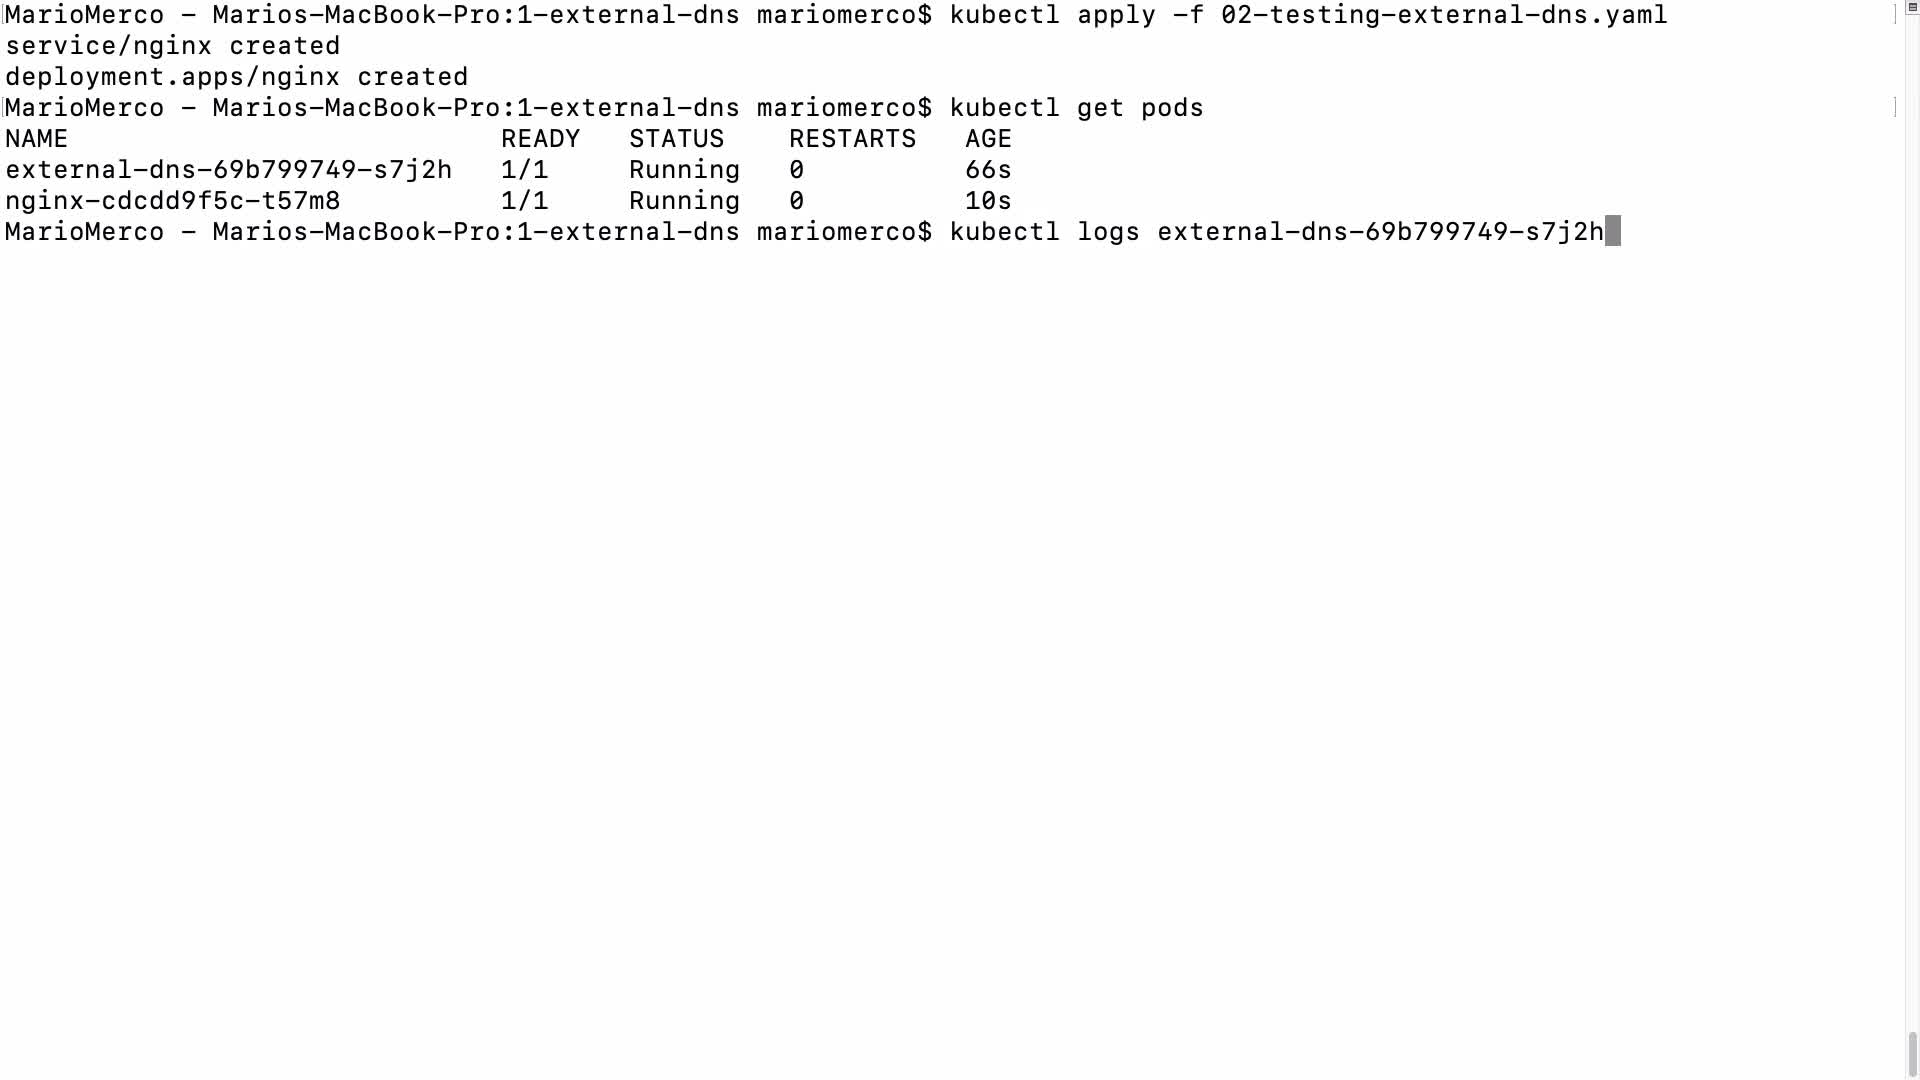 MarioMerco - Marios-MacBook-Pro:1-external-dns mariomerco$ kubectl apply -f 02-testing-external-dns.yaml
service/nginx created
deployment.apps/nginx created
MarioMerco - Marios-MacBook-Pro:1-external-dns mariomerco$ kubectl get pods
NAME                           READY   STATUS    RESTARTS   AGE
external-dns-69b799749-s7j2h   1/1     Running   0          66s
nginx-cdcdd9f5c-t57m8          1/1     Running   0          10s
MarioMerco - Marios-MacBook-Pro:1-external-dns mariomerco$ kubectl logs external-dns-69b799749-s7j2h